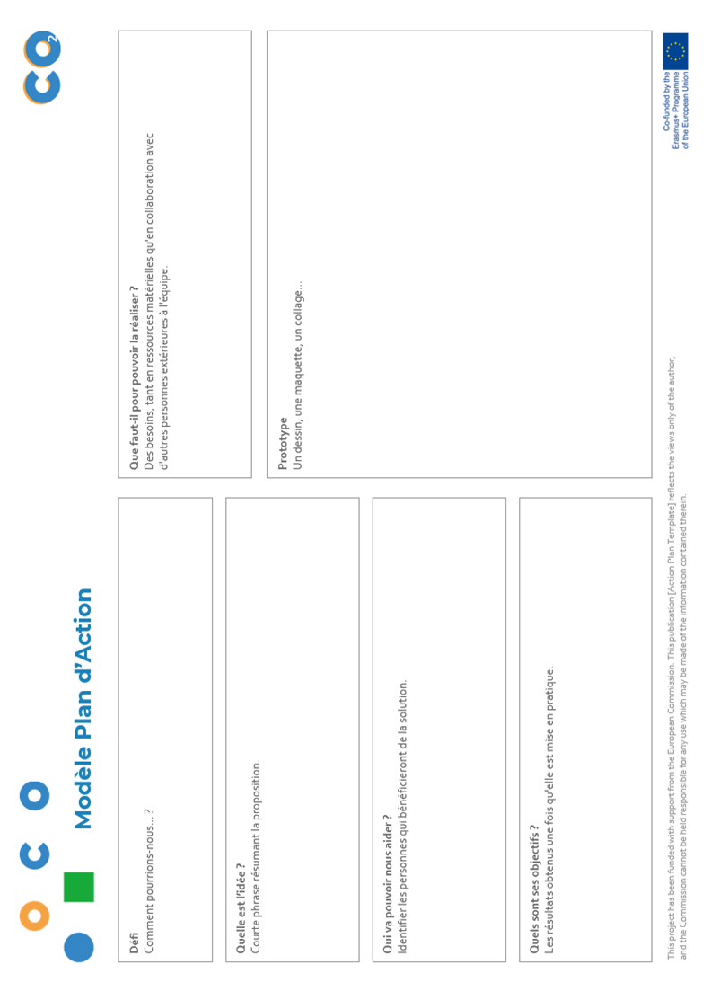 CO2
Modèle Plan d'Action
Défi
Comment pourrions-nous... ?
Quelle est l'idée ?
Courte phrase résumant la proposition.
Qui va pouvoir nous aider ?
Identifier les personnes qui bénéficieront de la solution.
Quels sont ses objectifs ?
Les résultats obtenus une fois qu'elle est mise en pratique.
Que faut-il pour pouvoir la réaliser ?
Des besoins, tant en ressources matérielles qu'en collaboration avec
d'autres personnes extérieures à l'équipe.
Prototype
Un dessin, une maquette, un collage...
This project has been funded with support from the European Commission. This publication [Action Plan Template] reflects the views only of the author,
and the Commission cannot be held responsible for any use which may be made of the information contained therein.
Co-funded by the
Erasmus+ Programme
of the European Union